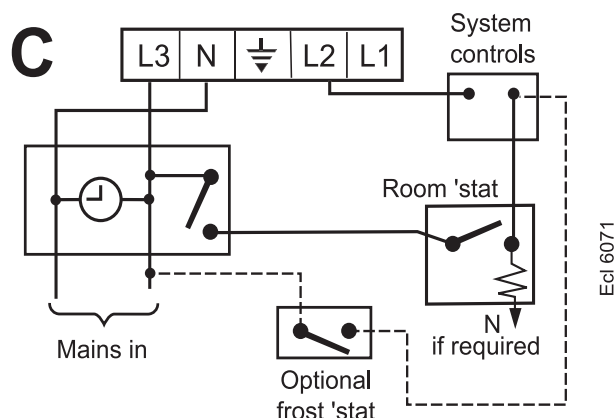 C
L3 N L2 L1
System
controls
Room 'stat
N
if required
Mains in
Optional
frost 'stat
Ecl 6071